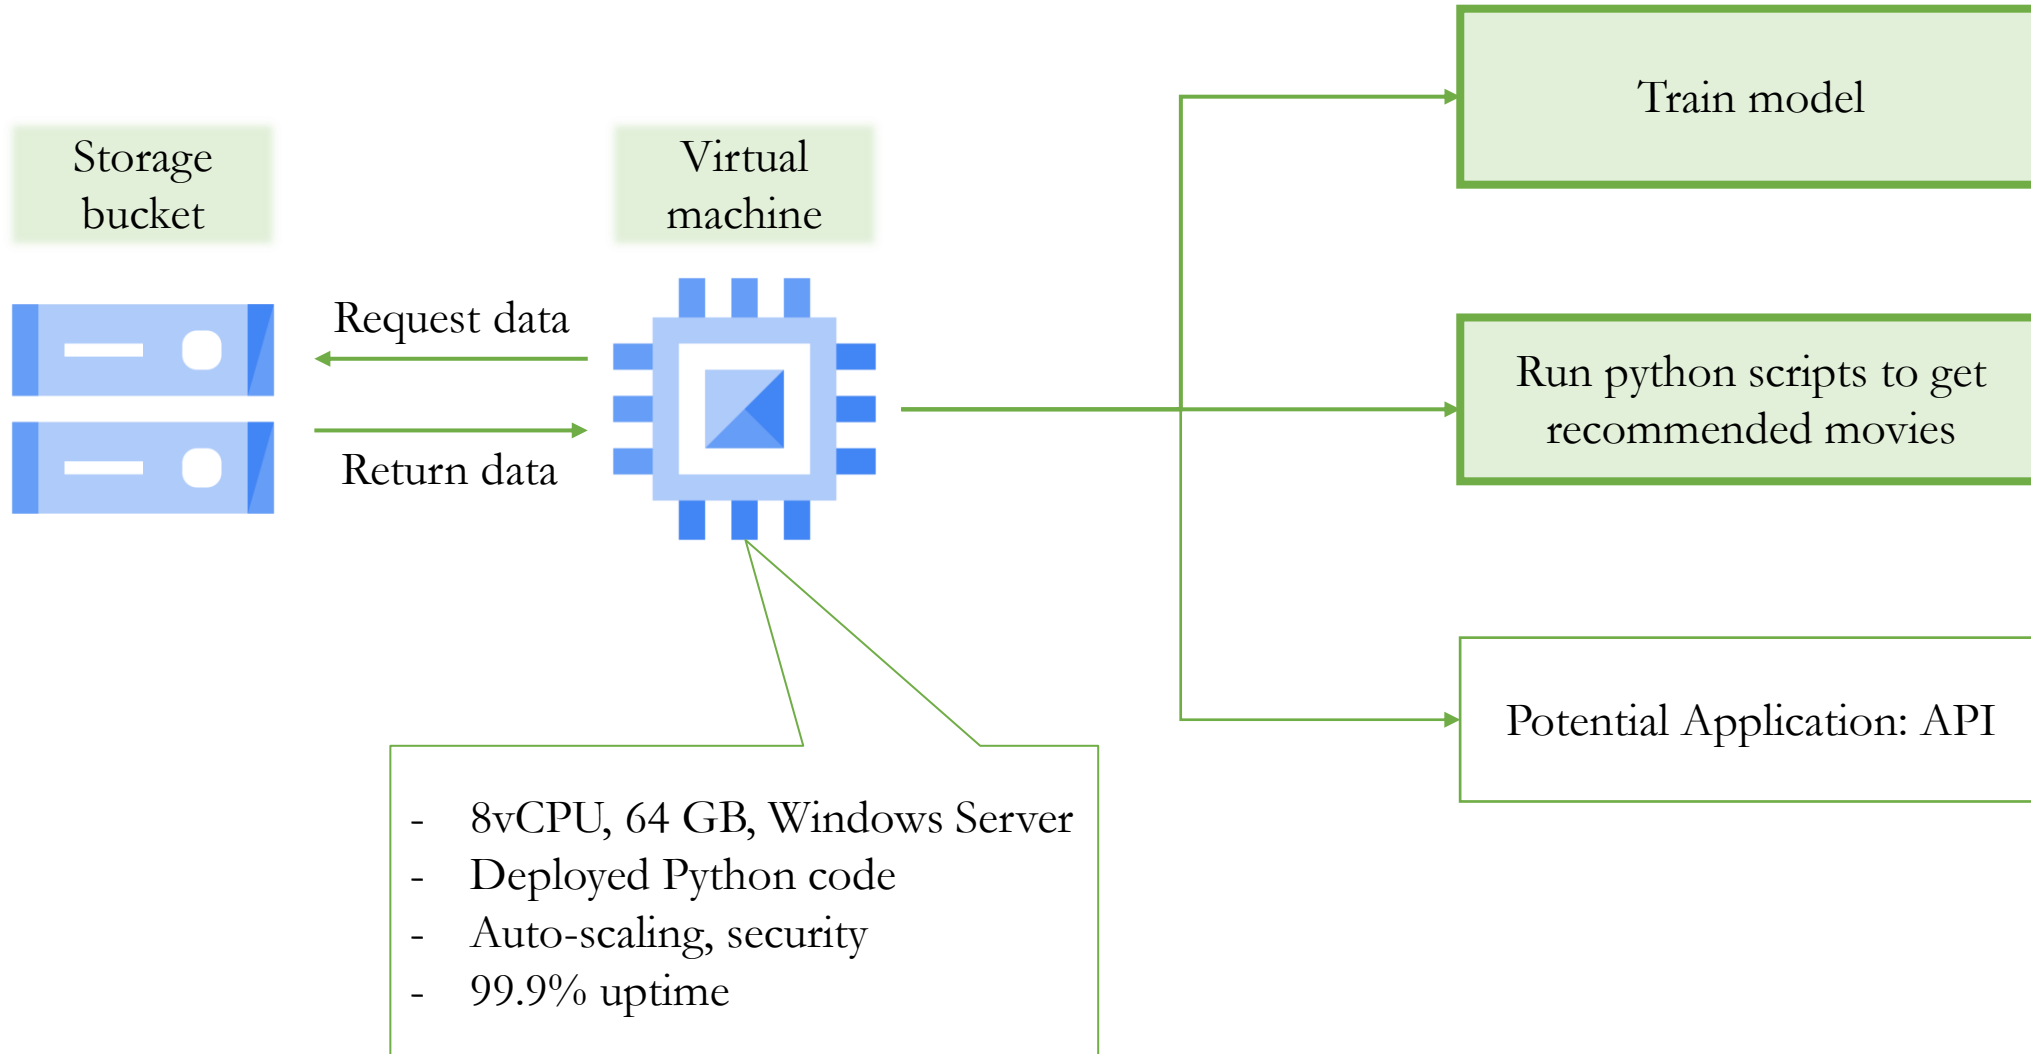 Storage
bucket
Virtual
machine
Request data
Return data
Train model
Run python scripts to get
recommended movies
Potential Application: API
- 8vCPU, 64 GB, Windows Server
- Deployed Python code
- Auto-scaling, security
- 99.9% uptime